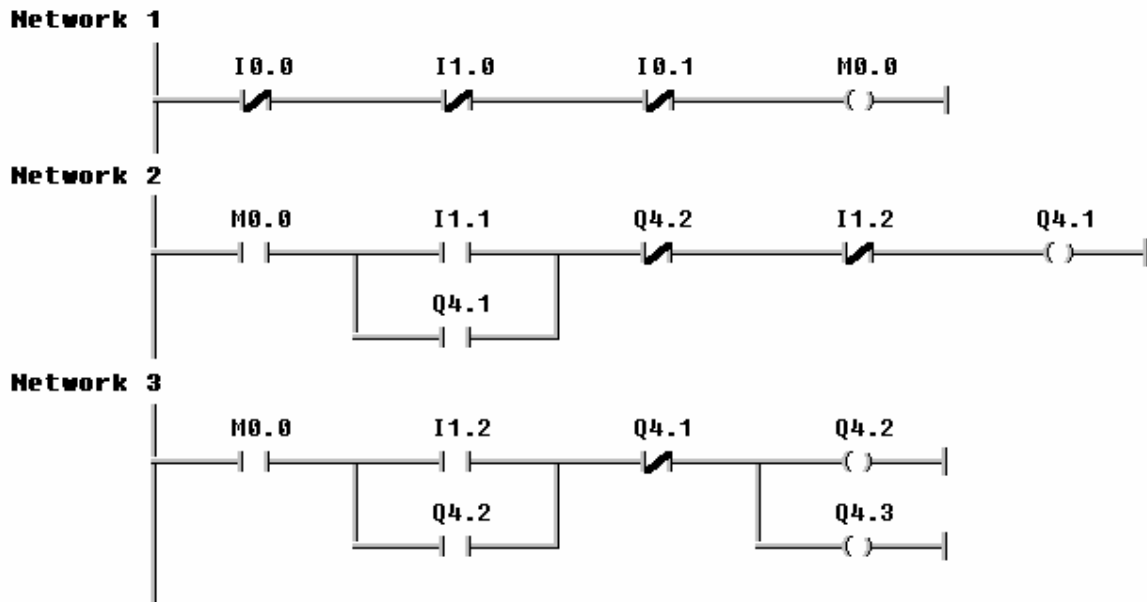 Network 1
I0.0 I1.0 I0.1 M0.0
Network 2
M0.0 I1.1 Q4.2 I1.2 Q4.1
Q4.1
Network 3
M0.0 I1.2 Q4.1 Q4.2
Q4.2 Q4.3